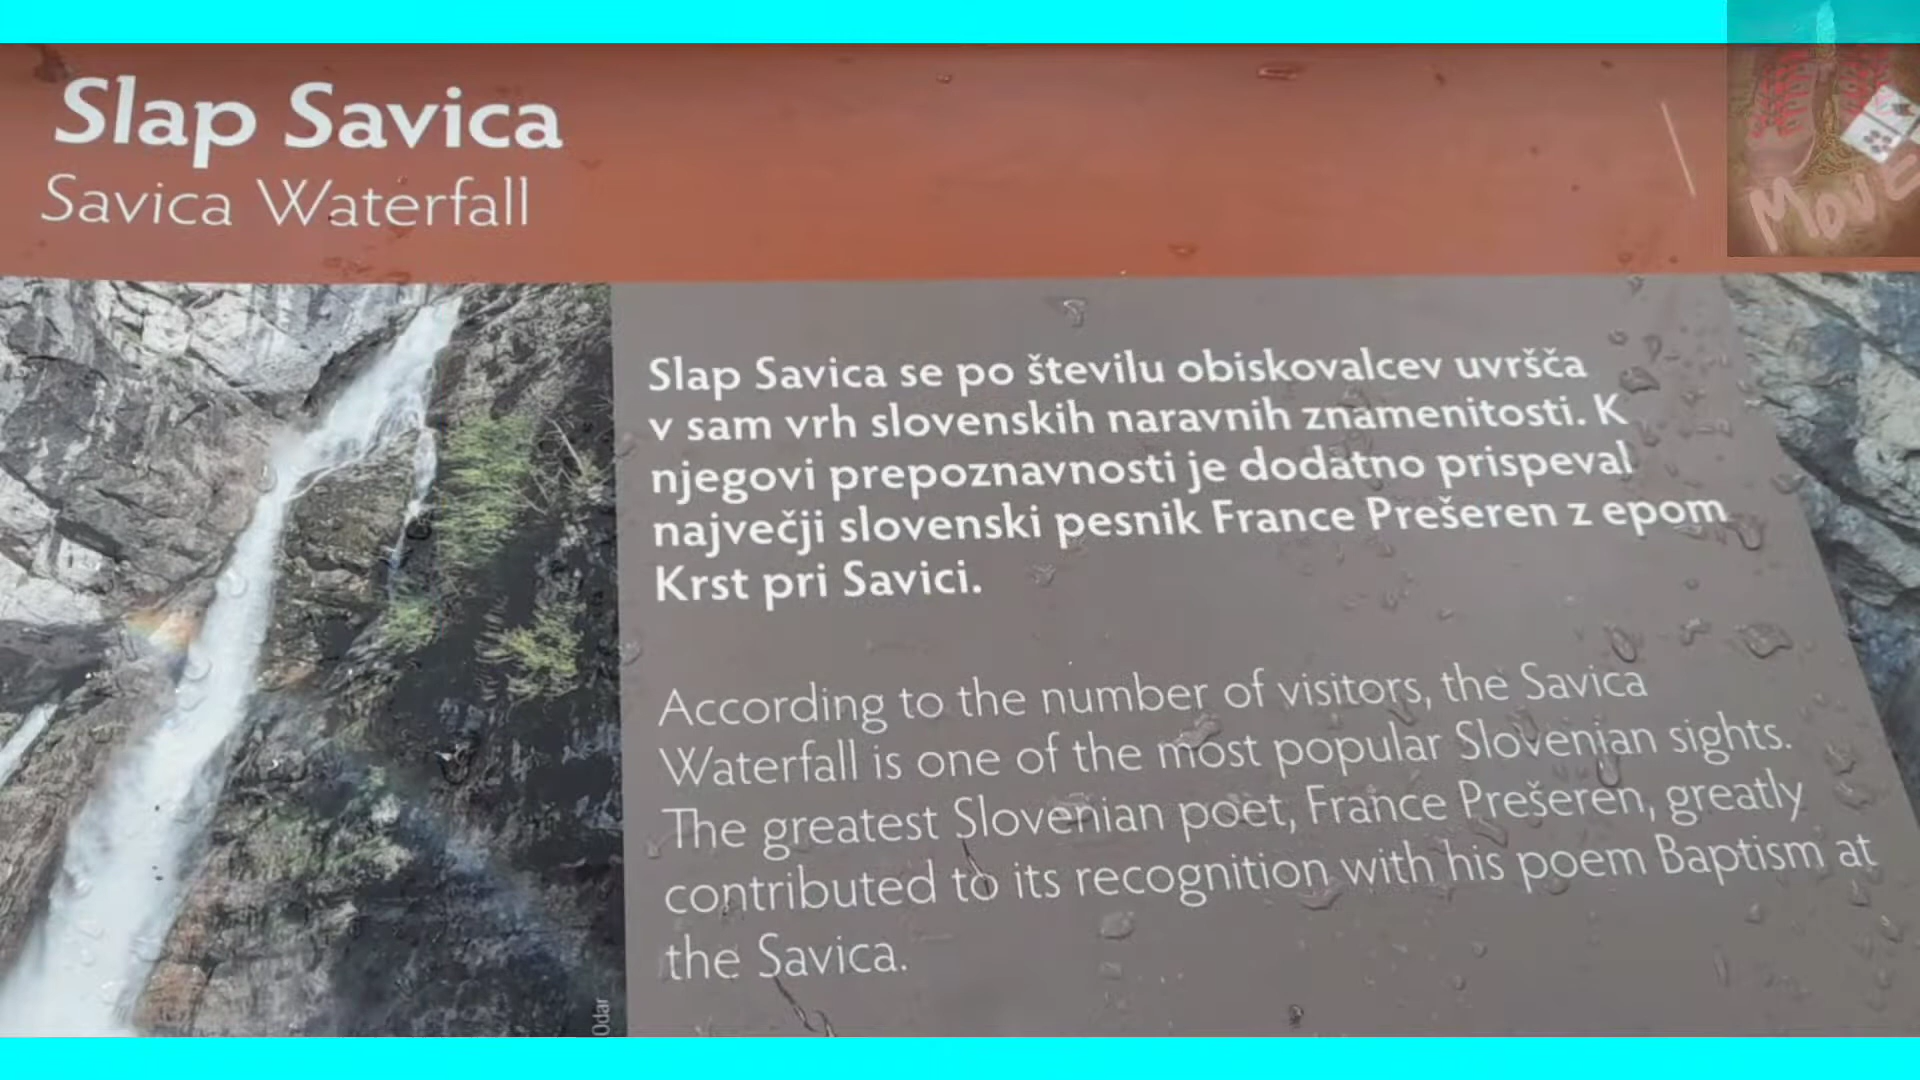 Slap Savica
Savica Waterfall
MOVE
Slap Savica se po številu obiskovalcev uvršča
v sam vrh slovenskih naravnih znamenitosti. K
njegovi prepoznavnosti je dodatno prispeval
največji slovenski pesnik France Prešeren z epom
Krst pri Savici.
According to the number of visitors, the Savica
Waterfall is one of the most popular Slovenian sights.
The greatest Slovenian poet, France Prešeren, greatly
contributed to its recognition with his poem Baptism at
the Savica.
Odar